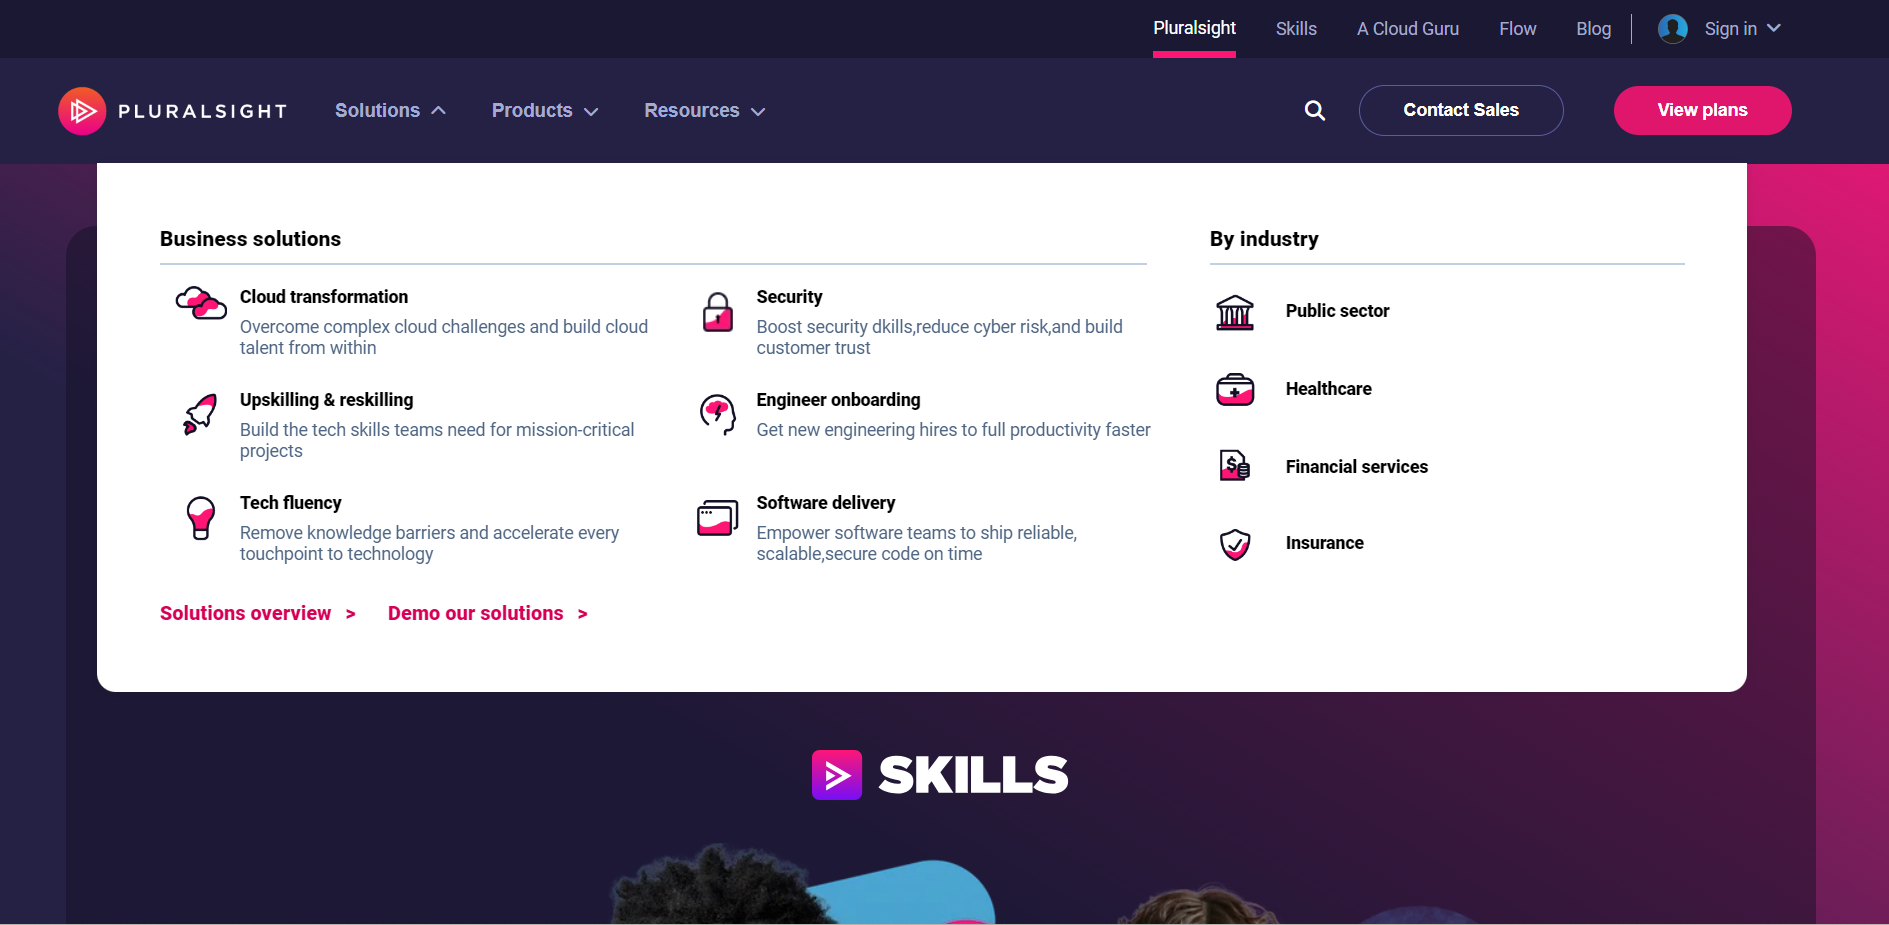 Pluralsight Skills A Cloud Guru Flow Blog Sign in
PLURALSIGHT Solutions Products Resources Contact Sales View plans
Business solutions
Cloud transformation
Overcome complex cloud challenges and build cloud
talent from within
Security
Boost security dkills,reduce cyber risk,and build
customer trust
Upskilling & reskilling
Build the tech skills teams need for mission-critical
projects
Engineer onboarding
Get new engineering hires to full productivity faster
Tech fluency
Remove knowledge barriers and accelerate every
touchpoint to technology
Software delivery
Empower software teams to ship reliable,
scalable,secure code on time
Solutions overview > Demo our solutions >
By industry
Public sector
Healthcare
Financial services
Insurance
SKILLS